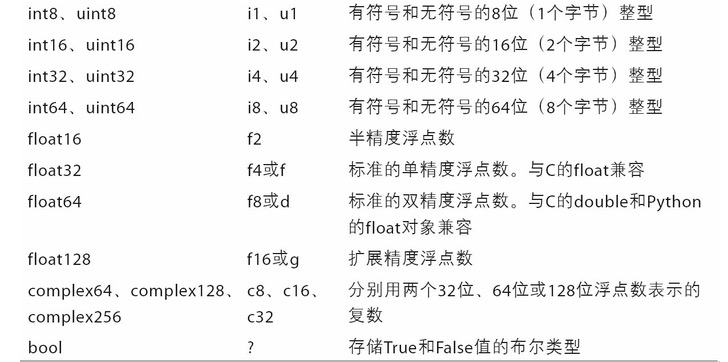 int8、uint8 i1、u1 有符号和无符号的8位（1个字节）整型
int16、uint16 i2、u2 有符号和无符号的16位（2个字节）整型
int32、uint32 i4、u4 有符号和无符号的32位（4个字节）整型
int64、uint64 i8、u8 有符号和无符号的64位（8个字节）整型
float16 f2 半精度浮点数
float32 f4或f 标准的单精度浮点数。与C的float兼容
float64 f8或d 标准的双精度浮点数。与C的double和Python
的float对象兼容
float128 f16或g 扩展精度浮点数
complex64、complex128、 c8、c16、 分别用两个32位、64位或128位浮点数表示的
complex256 c32 复数
bool ? 存储True和False值的布尔类型